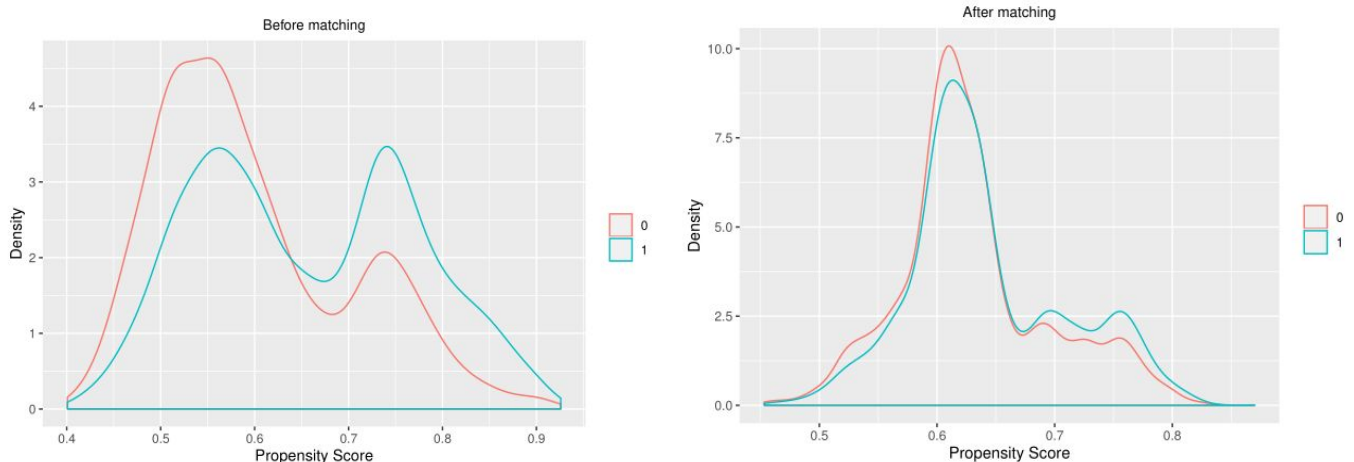 Before matching
Density
4
3
2
1
0
0.4 0.5 0.6 0.7 0.8 0.9
Propensity Score
0
1
After matching
Density
10.0
7.5
5.0
2.5
0.0
0.5 0.6 0.7 0.8
Propensity Score
0
1